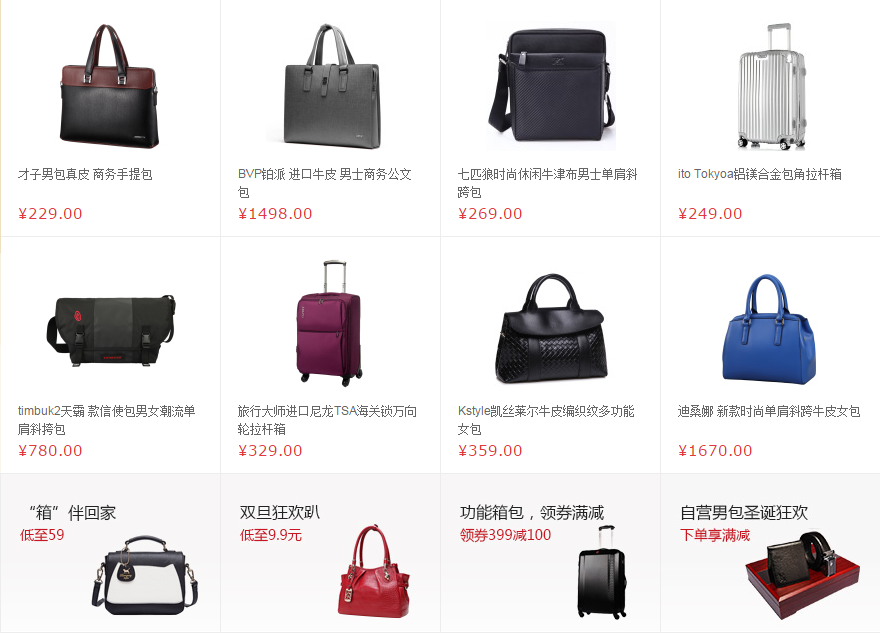 才子男包真皮 商务手提包
¥229.00
BVP铂派 进口牛皮 男士商务公文
包
¥1498.00
七匹狼时尚休闲牛津布男士单肩斜
跨包
¥269.00
ito Tokyoa铝镁合金包角拉杆箱
¥249.00
timbuk2天霸 款信使包男女潮流单
肩斜挎包
¥780.00
旅行大师进口尼龙TSA海关锁万向
轮拉杆箱
¥329.00
Kstyle凯丝莱尔牛皮编织纹多功能
女包
¥359.00
迪桑娜 新款时尚单肩斜跨牛皮女包
¥1670.00
“箱”伴回家
低至59
双旦狂欢趴
低至9.9元
功能箱包，领券满减
领券399减100
自营男包圣诞狂欢
下单享满减